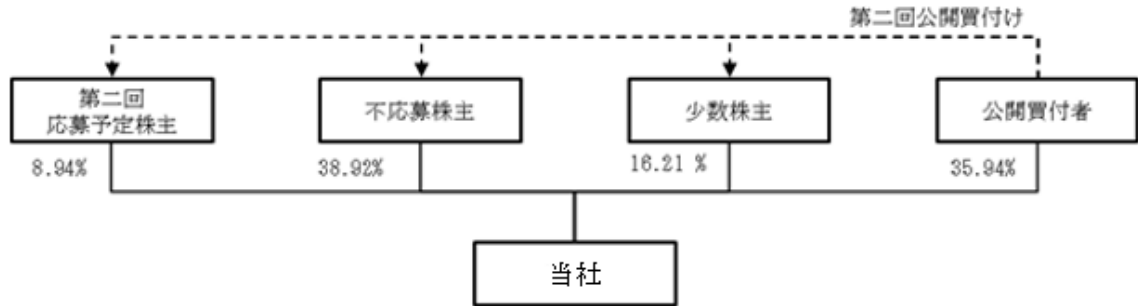 第二回公開買付け
第二回
応募予定株主
不応募株主
少数株主
公開買付者
8.94%
38.92%
16.21 %
35.94%
当社